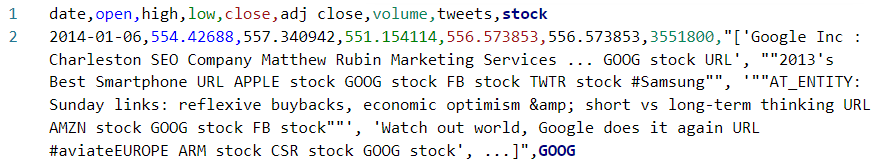 1 date,open,high,low,close,adj close,volume,tweets,stock
2 2014-01-06,554.42688,557.340942,551.154114,556.573853,556.573853,3551800,"['Google Inc :
Charleston SEO Company Matthew Rubin Marketing Services ... GOOG stock URL', ""2013's
Best Smartphone URL APPLE stock GOOG stock FB stock TWTR stock #Samsung"", '""AT_ENTITY:
Sunday links: reflexive buybacks, economic optimism &amp; short vs long-term thinking URL
AMZN stock GOOG stock FB stock""', 'Watch out world, Google does it again URL
#aviateEUROPE ARM stock CSR stock GOOG stock', ...]",GOOG